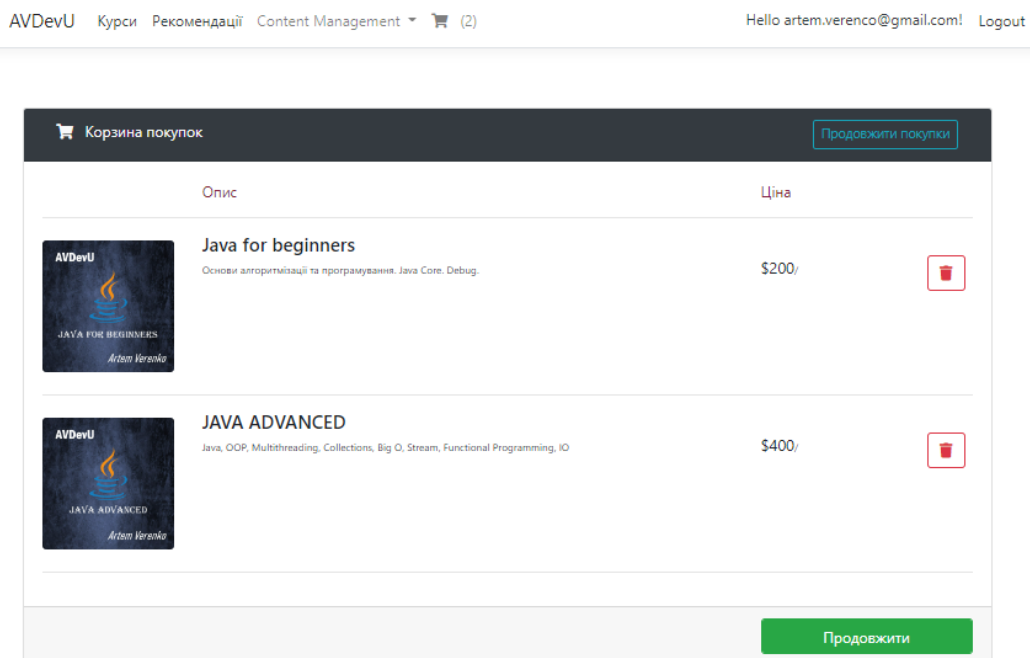 AVDevU Курси Рекомендації Content Management (2) Hello artem.verenco@gmail.com! Logout
Корзина покупок Продовжити покупки
Опис Ціна
Java for beginners
Основи алгоритмізації та програмування. Java Core. Debug.
$200/
AVDevU
JAVA FOR BEGINNERS
Artem Verenko
JAVA ADVANCED
Java, OOP, Multithreading, Collections, Big O, Stream, Functional Programming, IO
$400/
AVDevU
JAVA ADVANCED
Artem Verenko
Продовжити